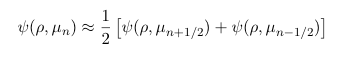 ψ(ρ, μ_n) ≈ 1/2 [ψ(ρ, μ_{n+1/2}) + ψ(ρ, μ_{n−1/2})]